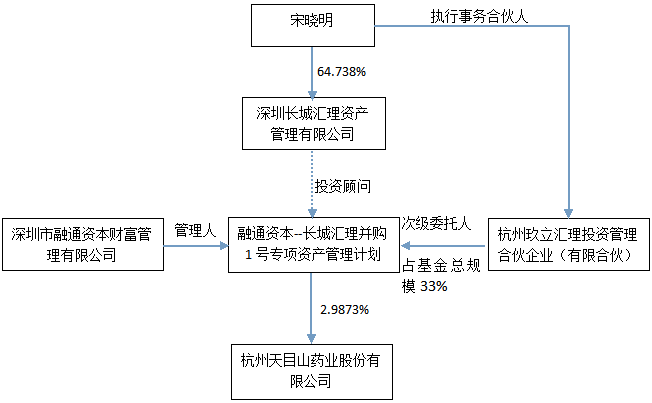 宋晓明
执行事务合伙人
64.738%
深圳长城汇理资产
管理有限公司
投资顾问
深圳市融通资本财富管
理有限公司
管理人
融通资本--长城汇理并购
1 号专项资产管理计划
次级委托人
占基金总规
模 33%
杭州玖立汇理投资管理
合伙企业（有限合伙）
2.9873%
杭州天目山药业股份有
限公司